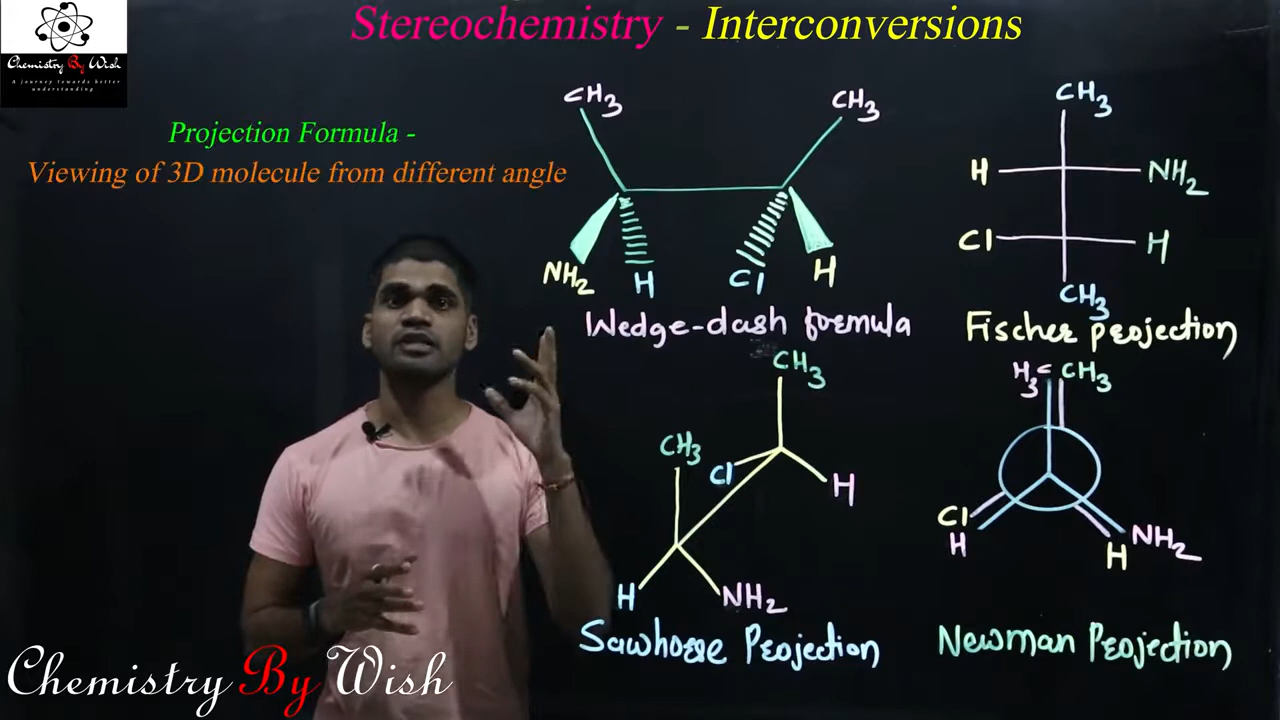 Stereochemistry - Interconversions
Chemistry By Wish
A journey towards better
understanding
Projection Formula -
Viewing of 3D molecule from different angle
CH3 CH3
NH2 H Cl H
Wedge-dash formula
CH3
H NH2
Cl H
CH3
Fischer projection
CH3
CH3
Cl H
H NH2
Sawhorse Projection
H3C CH3
Cl
H
H NH2
Newman Projection
Chemistry By Wish